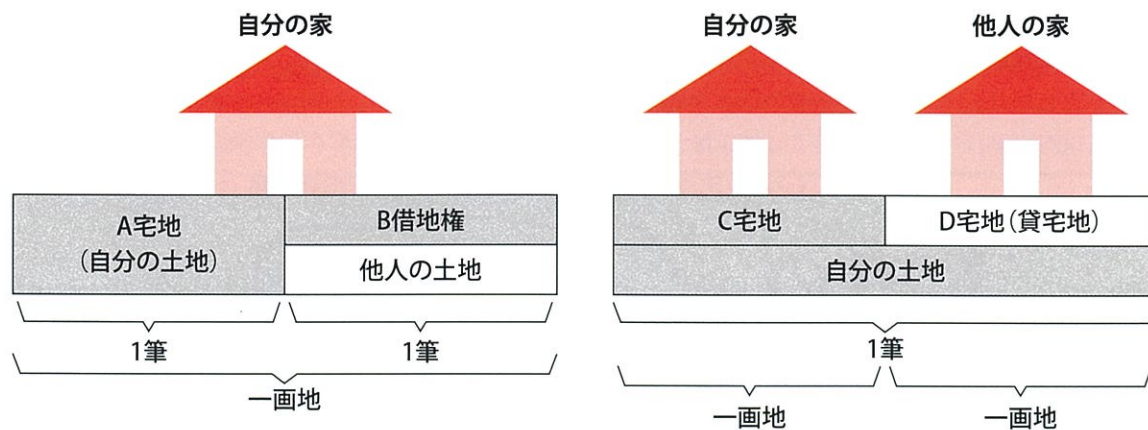 自分の家
A宅地
(自分の土地)
B借地権
他人の土地
1筆
1筆
一画地
自分の家
他人の家
C宅地
D宅地(貸宅地)
自分の土地
1筆
一画地
一画地